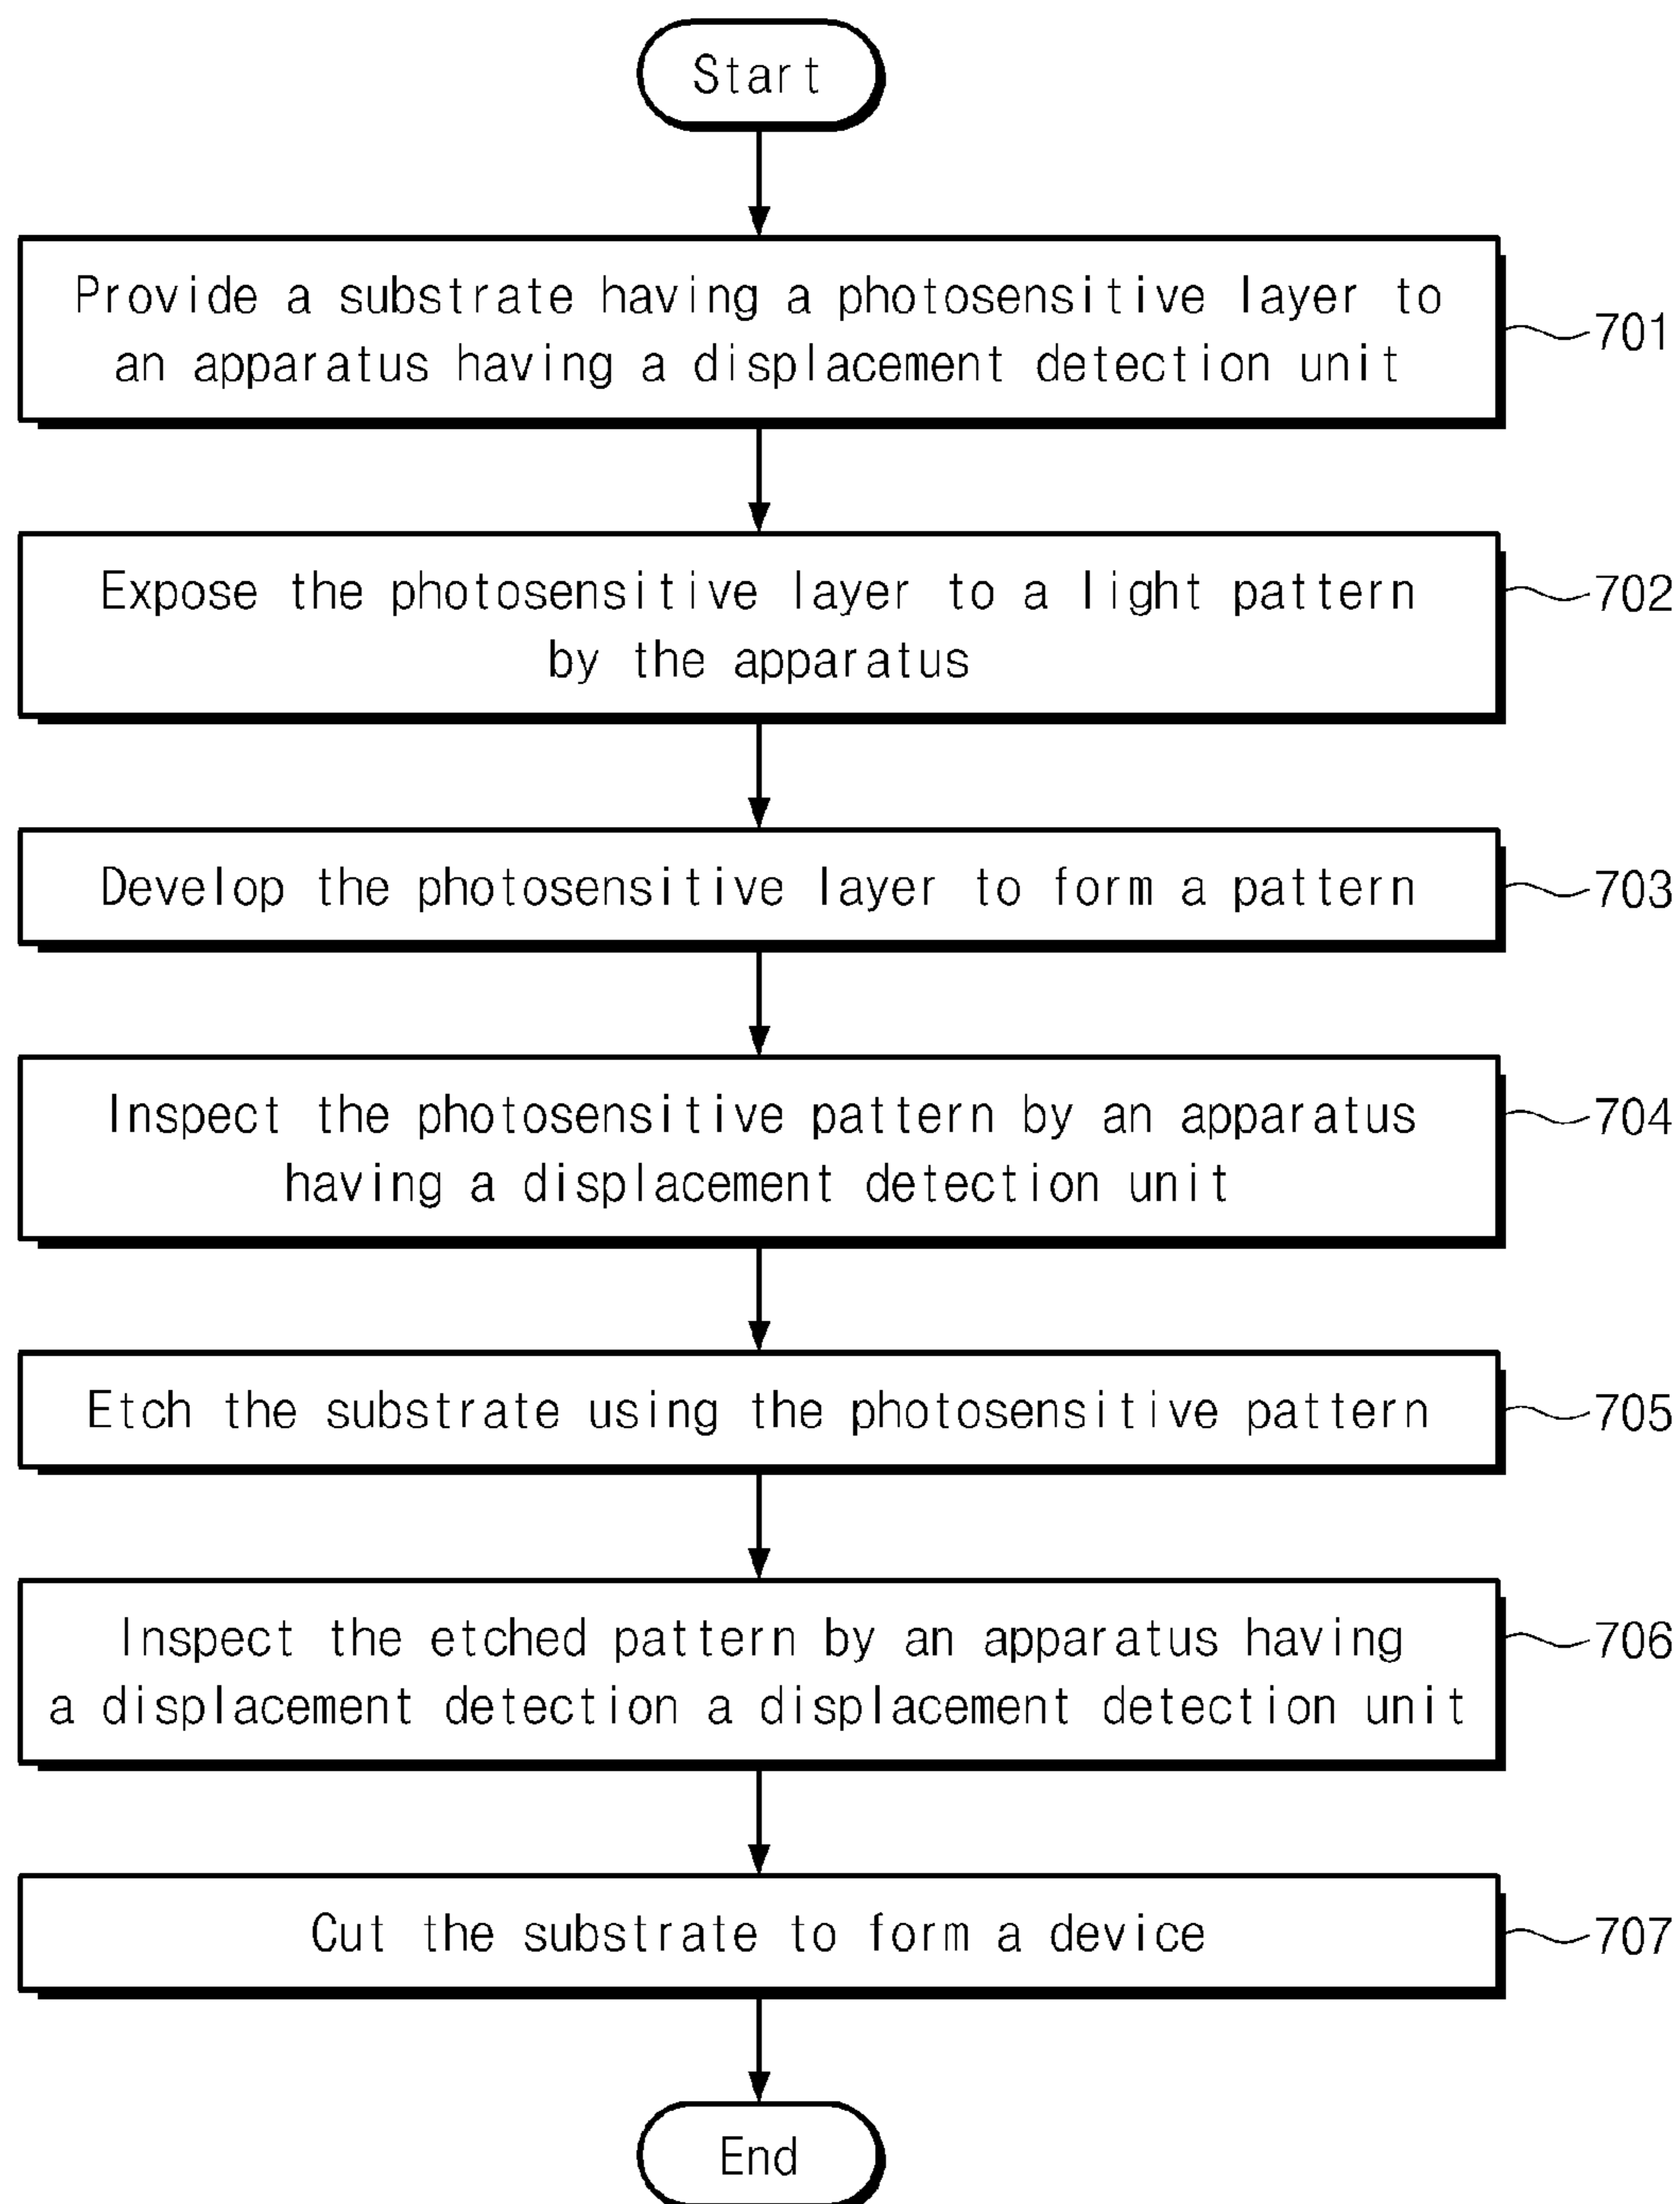 Start
Provide a substrate having a photosensitive layer to
an apparatus having a displacement detection unit
701
Expose the photosensitive layer to a light pattern
by the apparatus
702
Develop the photosensitive layer to form a pattern
703
Inspect the photosensitive pattern by an apparatus
having a displacement detection unit
704
Etch the substrate using the photosensitive pattern
705
Inspect the etched pattern by an apparatus having
a displacement detection a displacement detection unit
706
Cut the substrate to form a device
707
End